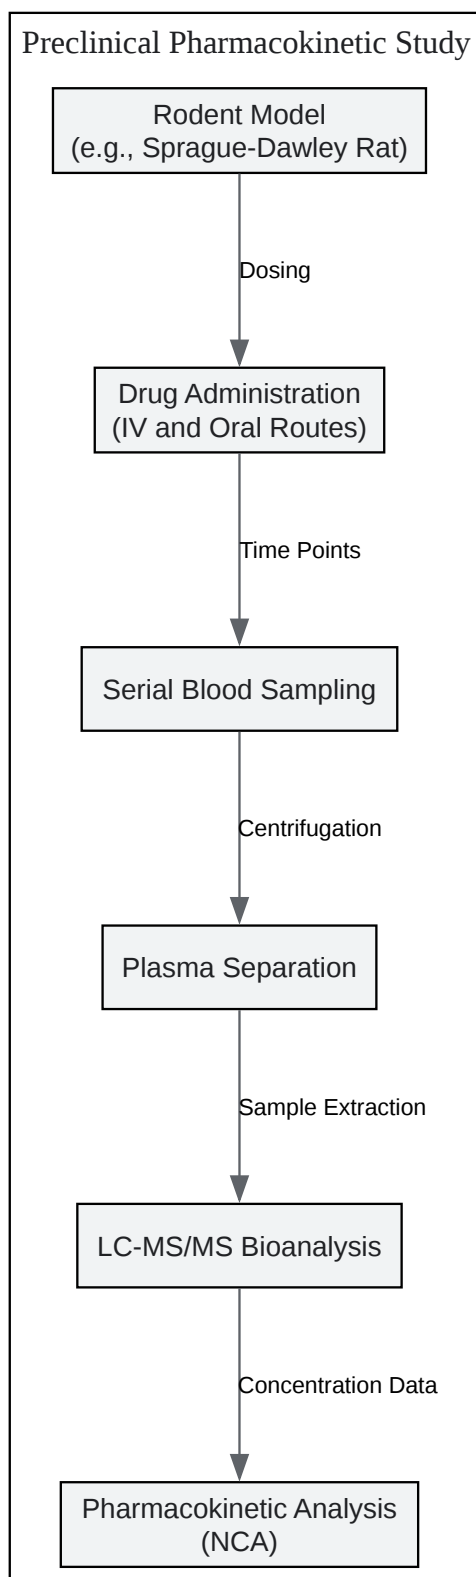 Preclinical Pharmacokinetic Study
Rodent Model
(e.g., Sprague-Dawley Rat)
Dosing
Drug Administration
(IV and Oral Routes)
Time Points
Serial Blood Sampling
Centrifugation
Plasma Separation
Sample Extraction
LC-MS/MS Bioanalysis
Concentration Data
Pharmacokinetic Analysis
(NCA)